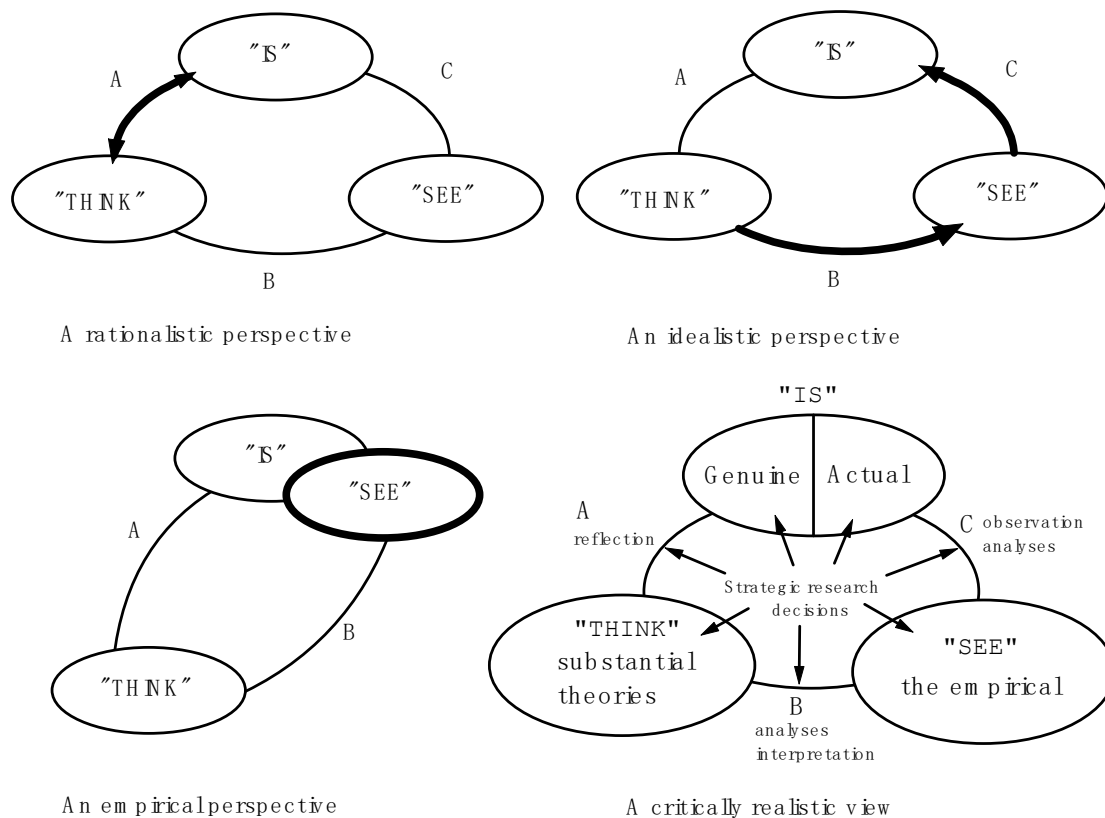 "IS"
A
C
"THINK"
"SEE"
B
A rationalistic perspective
"IS"
A
C
"THINK"
"SEE"
B
An idealistic perspective
"IS"
"SEE"
A
B
"THINK"
An empirical perspective
"IS"
Genuine
Actual
A
reflection
C
observation
analyses
Strategic research
decisions
"THINK"
substantial
theories
"SEE"
the empirical
B
analyses
interpretation
A critically realistic view